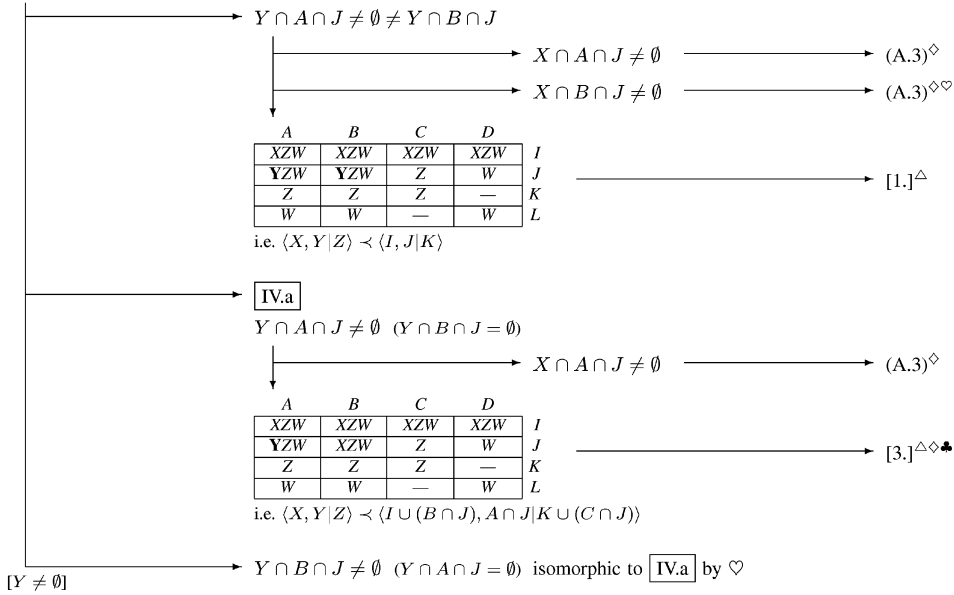 Y ∩ A ∩ J ≠ ∅ ≠ Y ∩ B ∩ J
X ∩ A ∩ J ≠ ∅ (A.3)♢
X ∩ B ∩ J ≠ ∅ (A.3)♢♡
A B C D
XZW XZW XZW XZW I
YZW YZW Z W J [1.]△
Z Z Z — K
W W — W L
i.e. ⟨X, Y|Z⟩ ≺ ⟨I, J|K⟩
IV.a
Y ∩ A ∩ J ≠ ∅ (Y ∩ B ∩ J = ∅)
X ∩ A ∩ J ≠ ∅ (A.3)♢
A B C D
XZW XZW XZW XZW I
YZW XZW Z W J [3.]△♢♣
Z Z Z — K
W W — W L
i.e. ⟨X, Y|Z⟩ ≺ ⟨I ∪ (B ∩ J), A ∩ J|K ∪ (C ∩ J)⟩
Y ∩ B ∩ J ≠ ∅ (Y ∩ A ∩ J = ∅) isomorphic to IV.a by ♡
[Y ≠ ∅]